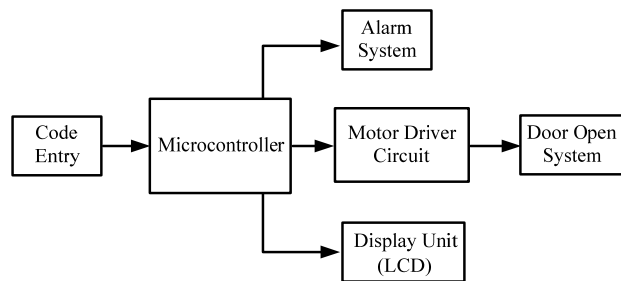 Alarm
System
Code
Entry
Microcontroller
Motor Driver
Circuit
Door Open
System
Display Unit
(LCD)